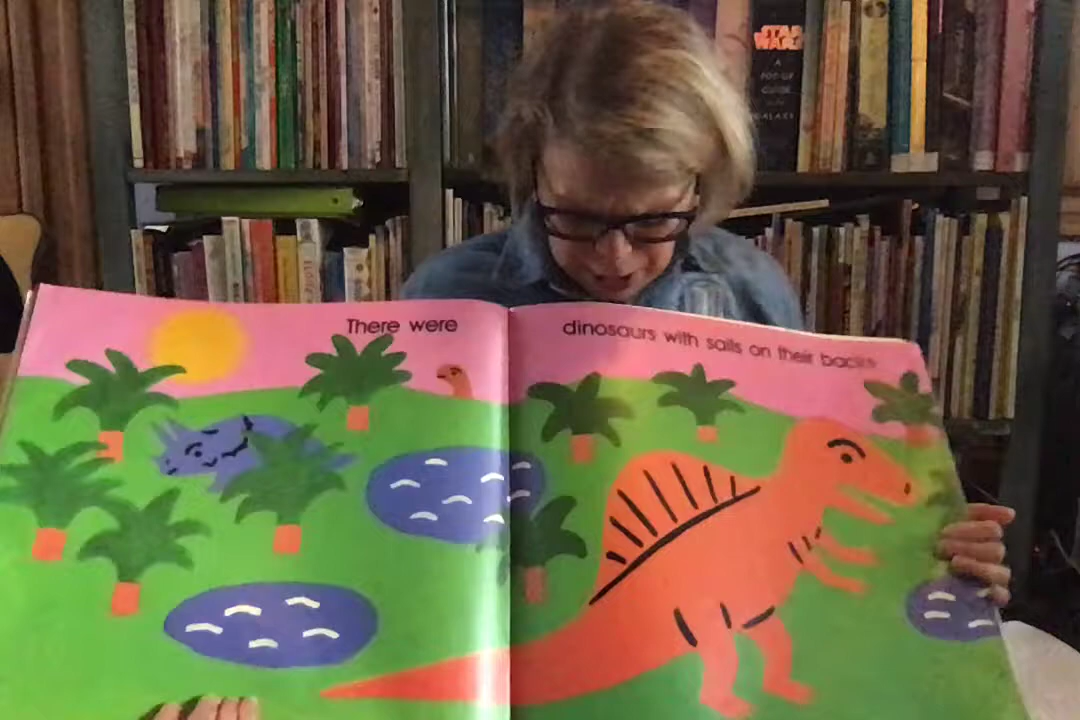 STAR
WARS
A
POP-UP
GUIDE
GALAXY
There were
dinosaurs with sails on their backs